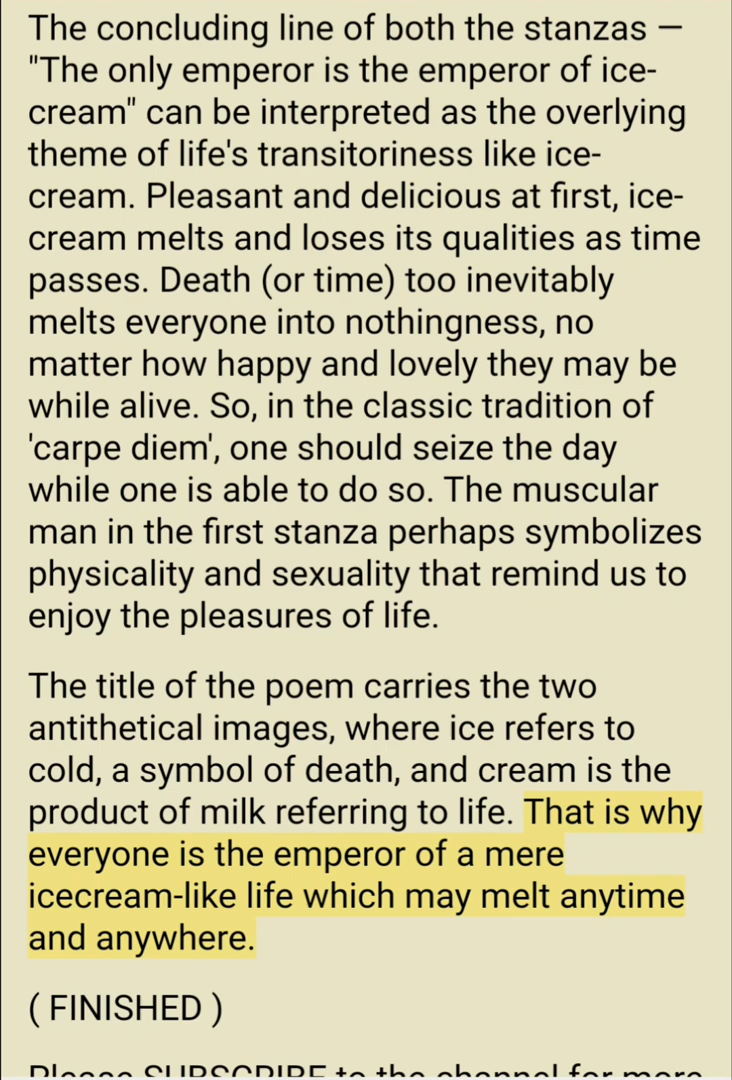 The concluding line of both the stanzas —
"The only emperor is the emperor of ice-
cream" can be interpreted as the overlying
theme of life's transitoriness like ice-
cream. Pleasant and delicious at first, ice-
cream melts and loses its qualities as time
passes. Death (or time) too inevitably
melts everyone into nothingness, no
matter how happy and lovely they may be
while alive. So, in the classic tradition of
'carpe diem', one should seize the day
while one is able to do so. The muscular
man in the first stanza perhaps symbolizes
physicality and sexuality that remind us to
enjoy the pleasures of life.
The title of the poem carries the two
antithetical images, where ice refers to
cold, a symbol of death, and cream is the
product of milk referring to life. That is why
everyone is the emperor of a mere
icecream-like life which may melt anytime
and anywhere.
( FINISHED )
Please SUBSCRIBE to the channel for more